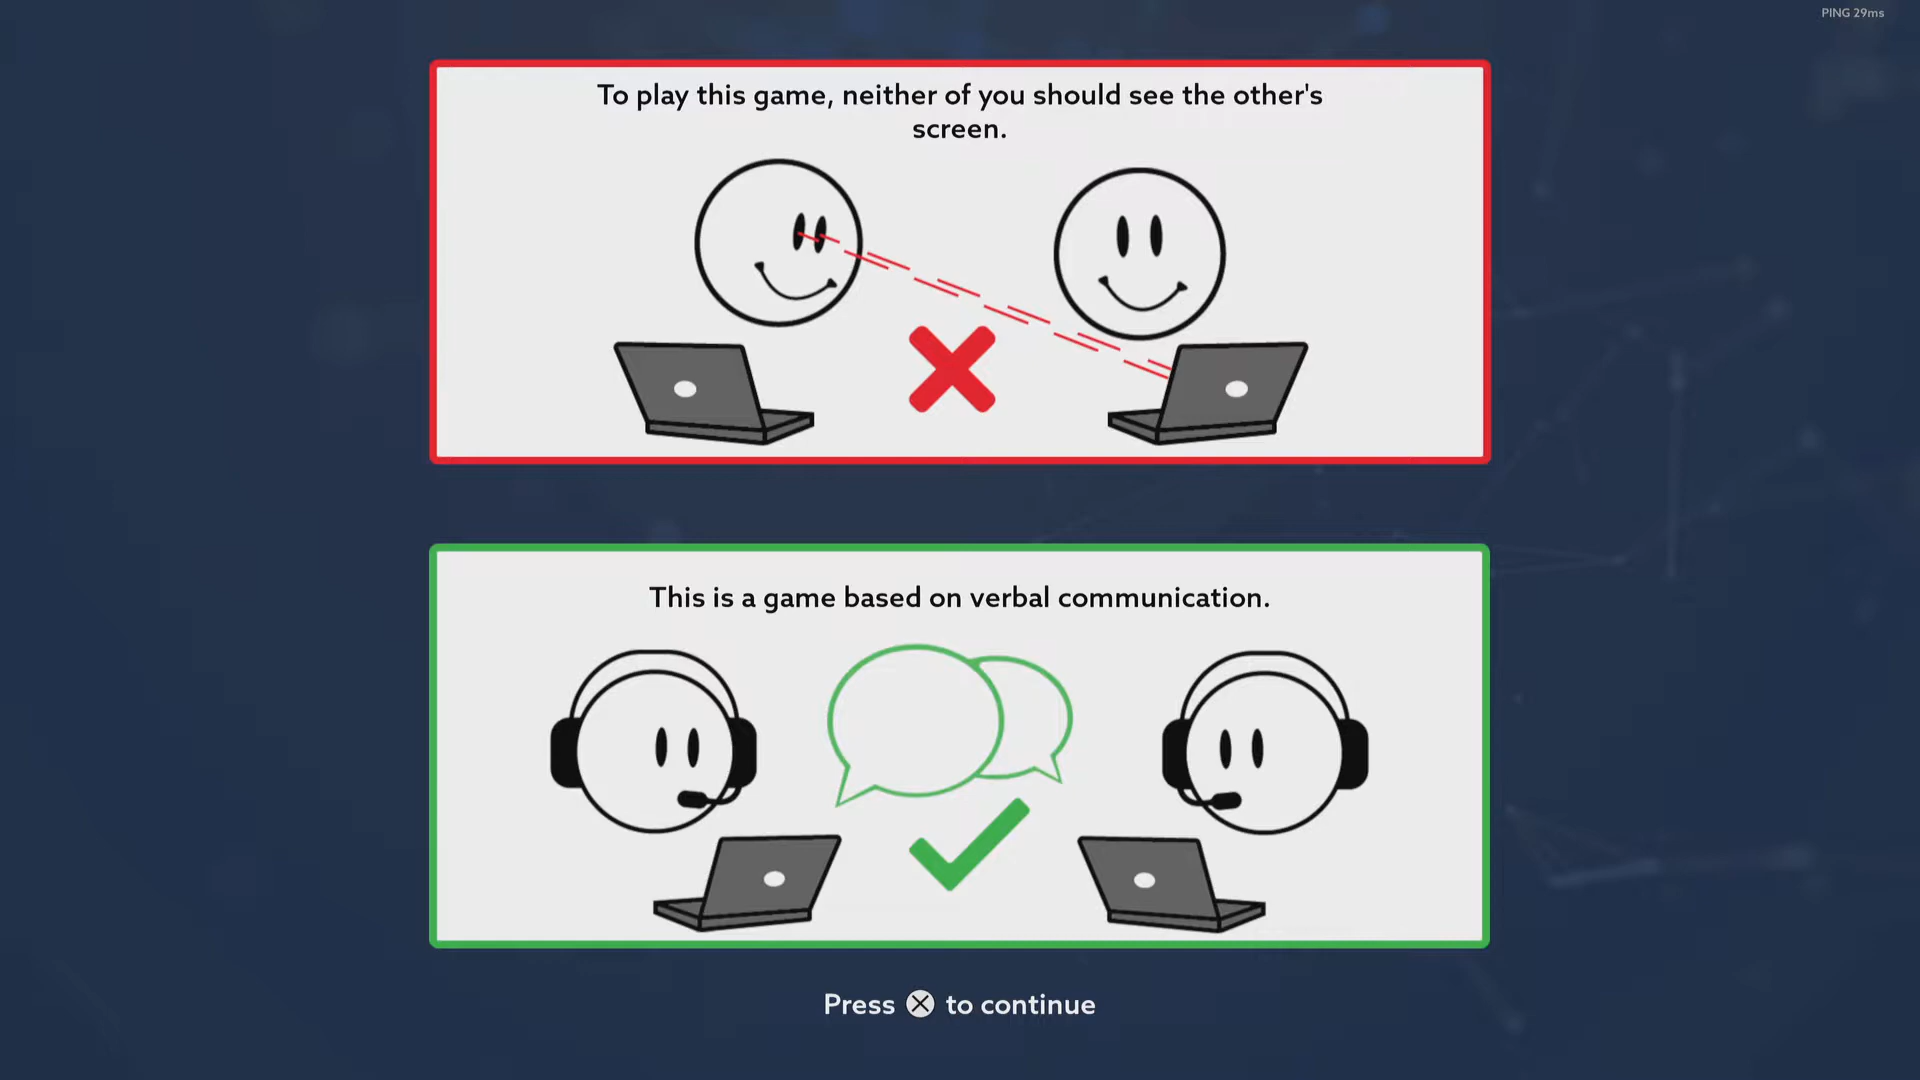 PING 29ms
To play this game, neither of you should see the other's
screen.
This is a game based on verbal communication.
Press ⓧ to continue